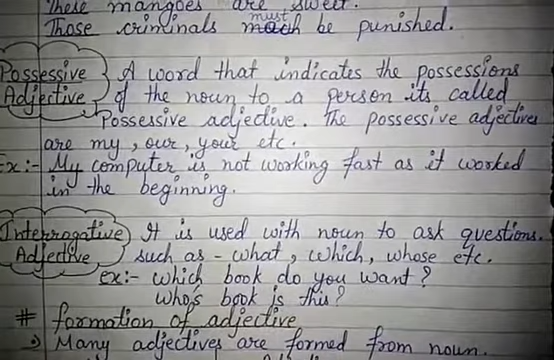 These mangoes are sweet.
Those criminals must be punished.
Possessive Adjective
A word that indicates the possessions
of the noun to a person its called
Possessive adjective. The possessive adjectives
are my, our, your etc.
Ex:- My computer is not working fast as it worked
in the beginning.
Interrogative Adjective
It is used with noun to ask questions.
such as - what, which, whose etc.
ex:- which book do you want?
who's book is this?
# formation of adjective
→ Many adjectives are formed from noun.